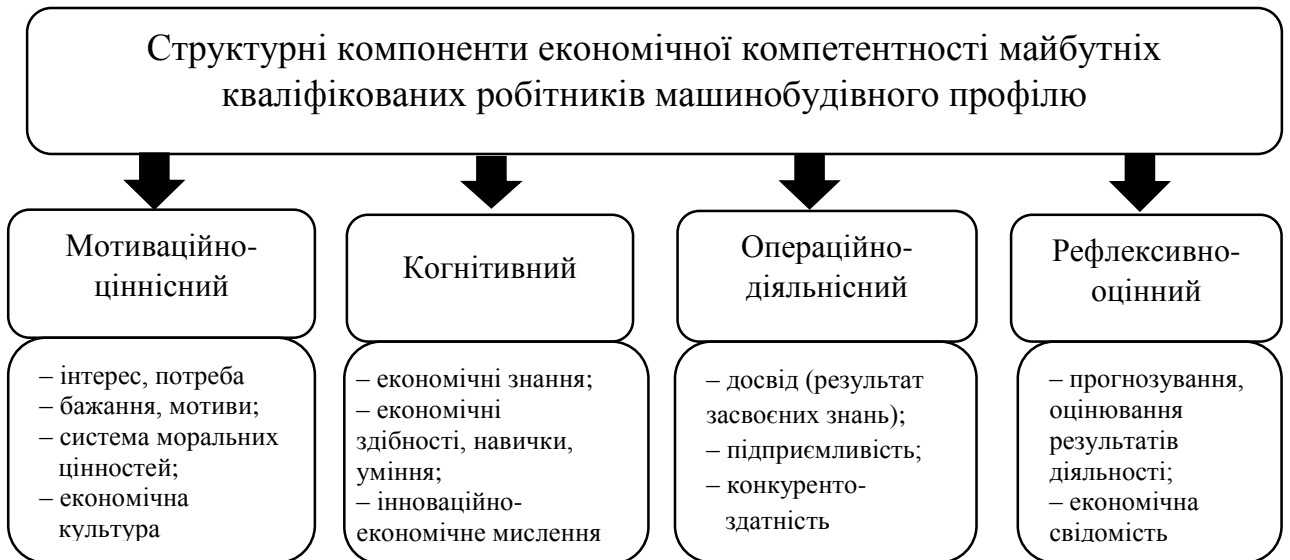 Структурні компоненти економічної компетентності майбутніх
кваліфікованих робітників машинобудівного профілю
Мотиваційно-
ціннісний
Когнітивний
Операційно-
діяльнісний
Рефлексивно-
оцінний
– інтерес, потреба
– бажання, мотиви;
– система моральних
цінностей;
– економічна
культура
– економічні знання;
– економічні
здібності, навички,
уміння;
– інноваційно-
економічне мислення
– досвід (результат
засвоєних знань);
– підприємливість;
– конкуренто-
здатність
– прогнозування,
оцінювання
результатів
діяльності;
– економічна
свідомість